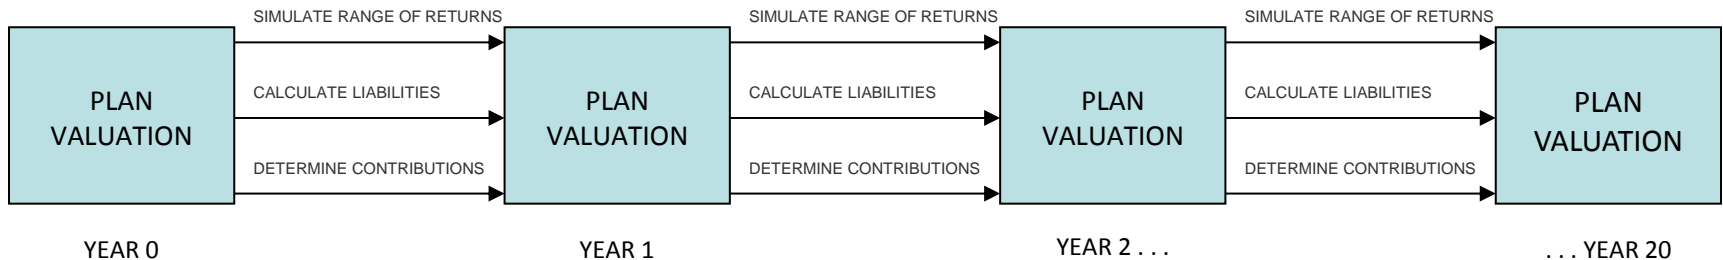 SIMULATE RANGE OF RETURNS
SIMULATE RANGE OF RETURNS
SIMULATE RANGE OF RETURNS
PLAN
VALUATION
CALCULATE LIABILITIES
PLAN
VALUATION
CALCULATE LIABILITIES
PLAN
VALUATION
CALCULATE LIABILITIES
PLAN
VALUATION
DETERMINE CONTRIBUTIONS
DETERMINE CONTRIBUTIONS
DETERMINE CONTRIBUTIONS
YEAR 0
YEAR 1
YEAR 2 . . .
. . . YEAR 20